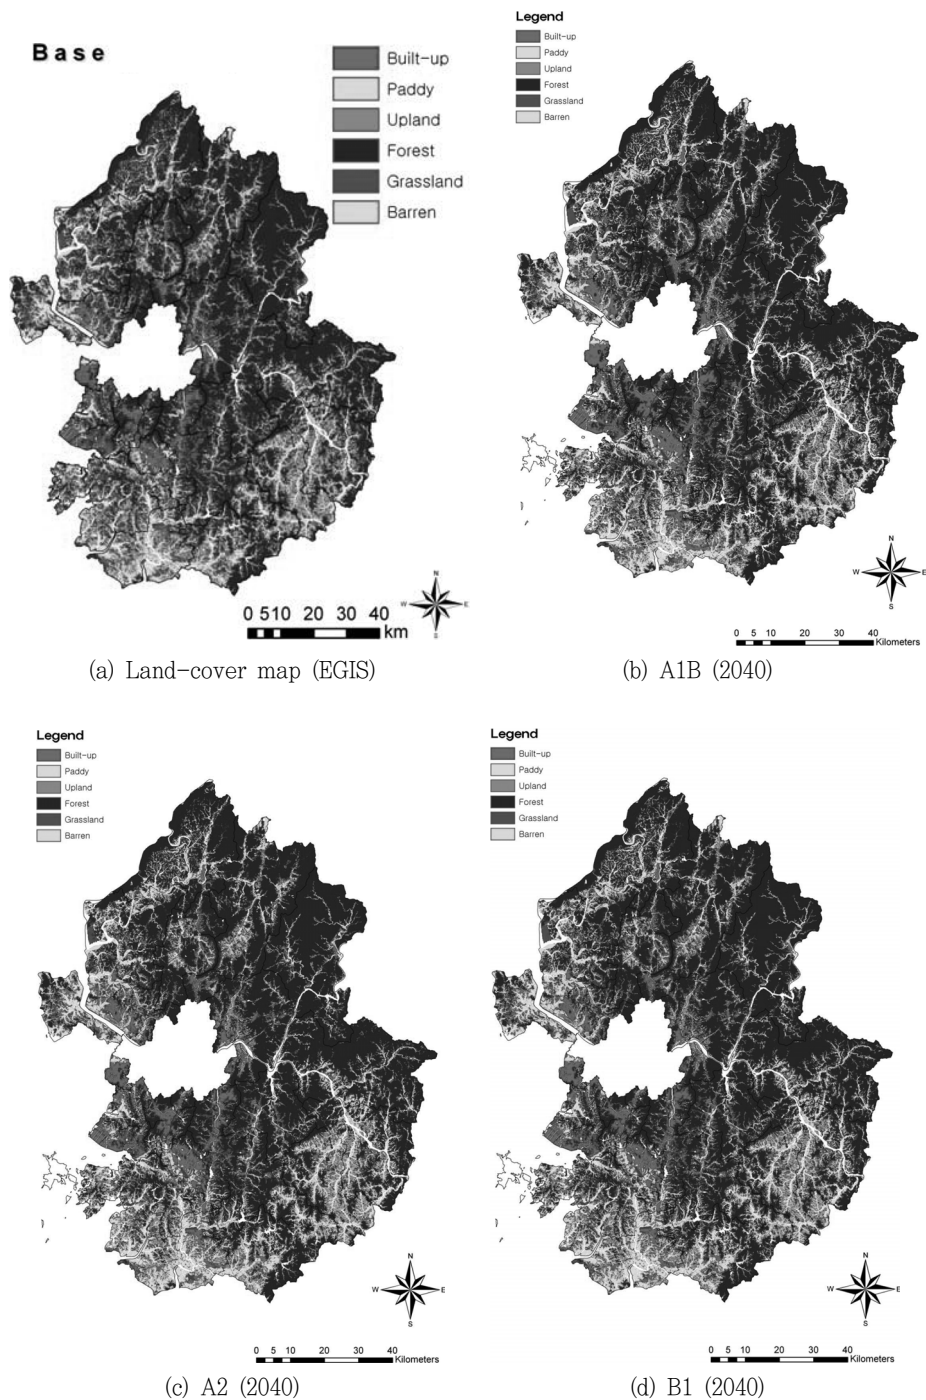 Base
Built-up
Paddy
Upland
Forest
Grassland
Barren
N
W E
S
0 5 10 20 30 40
km
(a) Land-cover map (EGIS)
Legend
Built-up
Paddy
Upland
Forest
Grassland
Barren
N
W E
S
0 5 10 20 30 40
Kilometers
(b) A1B (2040)
Legend
Built-up
Paddy
Upland
Forest
Grassland
Barren
N
W E
S
0 5 10 20 30 40
Kilometers
(c) A2 (2040)
Legend
Built-up
Paddy
Upland
Forest
Grassland
Barren
N
W E
S
0 5 10 20 30 40
Kilometers
(d) B1 (2040)